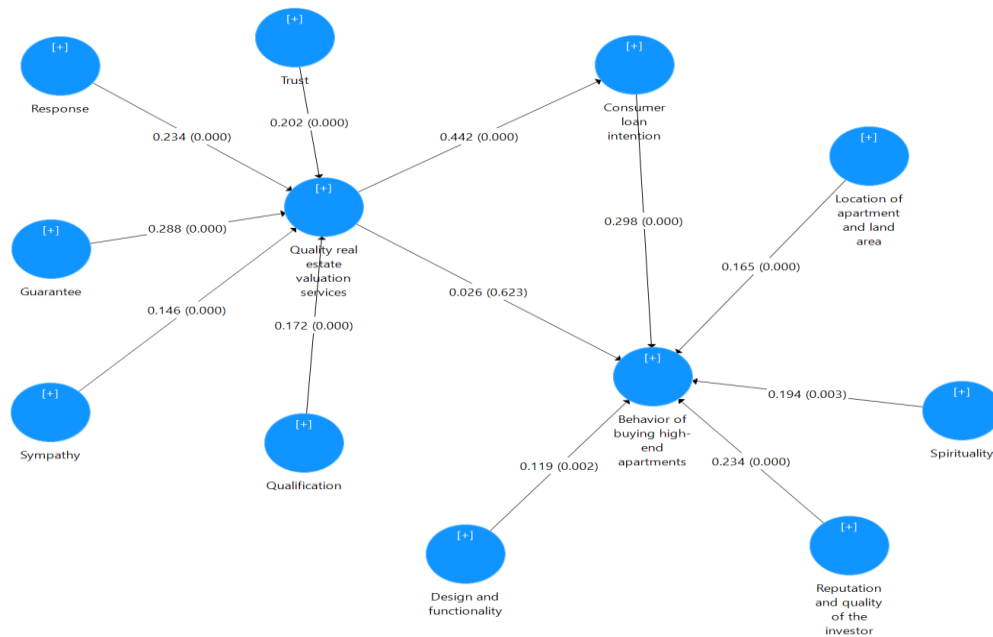 [+]
Response
[+]
Trust
[+]
Consumer
loan
intention
0.234 (0.000)
0.202 (0.000)
0.442 (0.000)
[+]
Location of
apartment
and land
area
[+]
Quality real
estate
valuation
services
[+]
Guarantee
0.288 (0.000)
0.298 (0.000)
0.165 (0.000)
0.146 (0.000)
0.172 (0.000)
0.026 (0.623)
[+]
Sympathy
[+]
Qualification
[+]
Behavior of
buying high-
end
apartments
0.194 (0.003)
[+]
Spirituality
0.119 (0.002)
0.234 (0.000)
[+]
Design and
functionality
[+]
Reputation
and quality
of the
investor